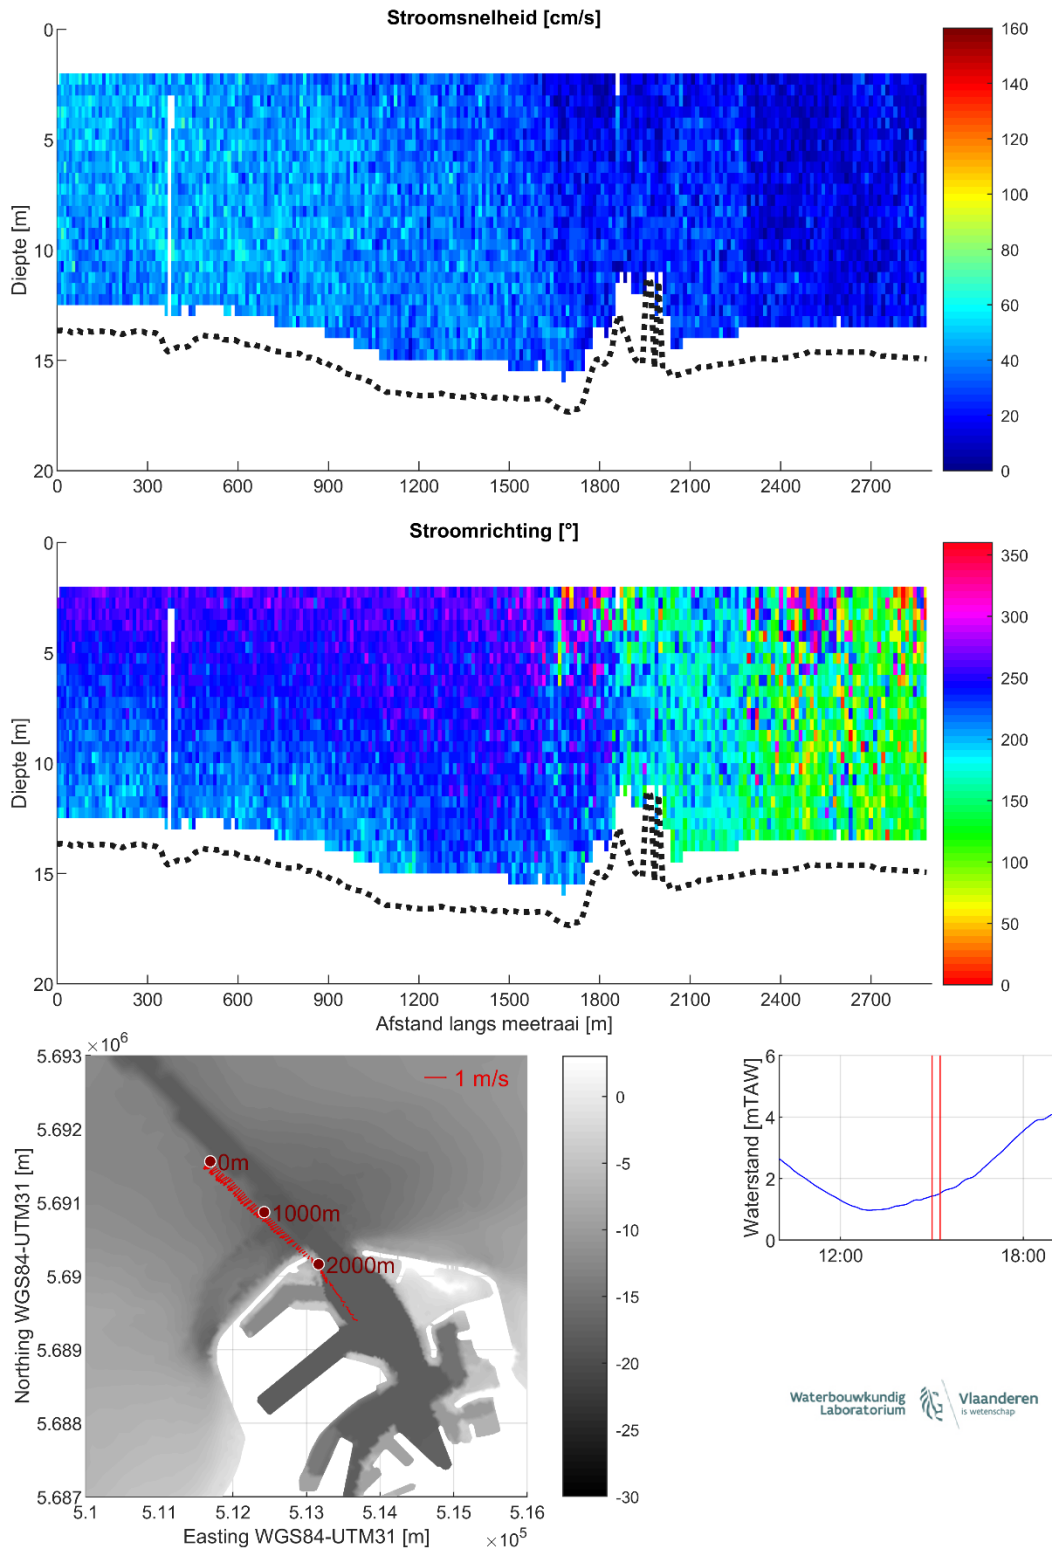 Stroomsnelheid [cm/s]
0
5
10
15
20
Diepte [m]
0 300 600 900 1200 1500 1800 2100 2400 2700
160
140
120
100
80
60
40
20
0
Stroomrichting [°]
0
5
10
15
20
Diepte [m]
0 300 600 900 1200 1500 1800 2100 2400 2700
Afstand langs meetraai [m]
350
300
250
200
150
100
50
0
×10⁶
5.693
5.692
5.691
5.69
5.689
5.688
5.687
Northing WGS84-UTM31 [m]
1 m/s
0m
1000m
2000m
5.1 5.11 5.12 5.13 5.14 5.15 5.16
Easting WGS84-UTM31 [m]
×10⁵
0
-5
-10
-15
-20
-25
-30
6
4
2
0
Waterstand [mTAW]
12:00 18:00
Waterbouwkundig
Laboratorium
Vlaanderen
is wetenschap